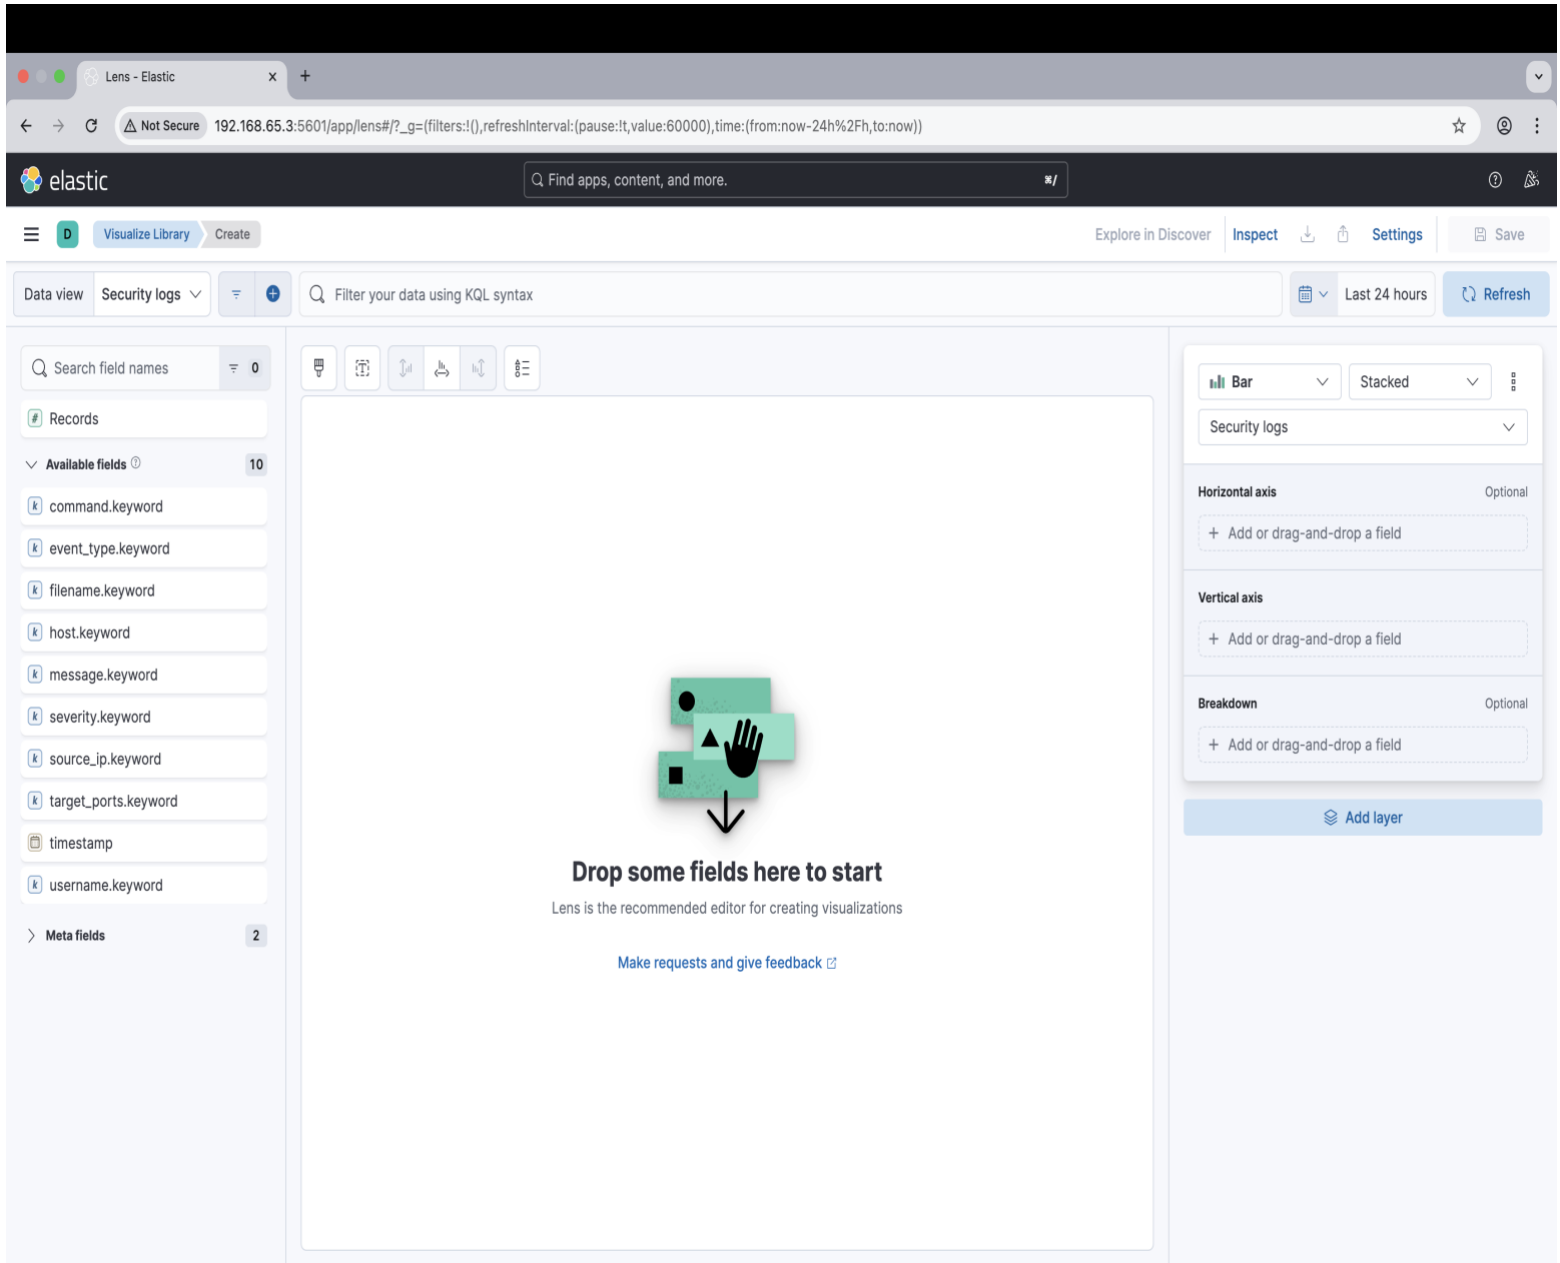 Lens - Elastic
Not Secure 192.168.65.3:5601/app/lens#/?_g=(filters:!(),refreshInterval:(pause:!t,value:60000),time:(from:now-24h%2Fh,to:now))
elastic Find apps, content, and more. ⌘/
D Visualize Library Create Explore in Discover Inspect Settings Save
Data view Security logs Filter your data using KQL syntax Last 24 hours Refresh
Search field names 0
# Records
Available fields 10
k command.keyword
k event_type.keyword
k filename.keyword
k host.keyword
k message.keyword
k severity.keyword
k source_ip.keyword
k target_ports.keyword
timestamp
k username.keyword
Meta fields 2
Drop some fields here to start
Lens is the recommended editor for creating visualizations
Make requests and give feedback
Bar Stacked
Security logs
Horizontal axis Optional
+ Add or drag-and-drop a field
Vertical axis
+ Add or drag-and-drop a field
Breakdown Optional
+ Add or drag-and-drop a field
Add layer